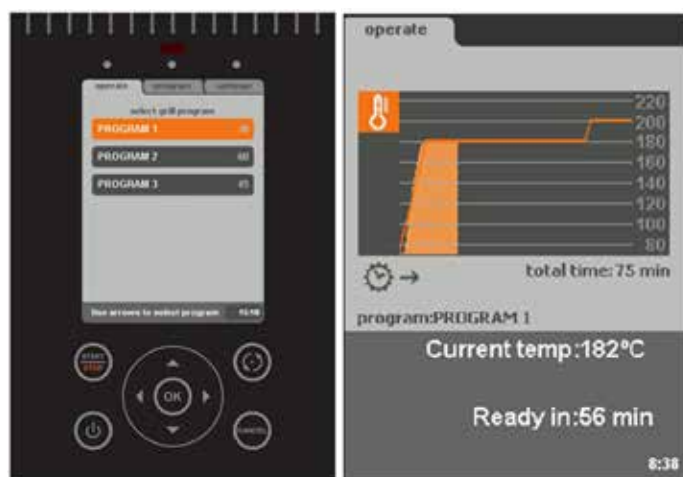 operate
select grill program
PROGRAM 1
PROGRAM 2 60
PROGRAM 3 45
Use arrows to select program
START
STOP
OK
CANCEL
operate
220
200
180
160
140
120
100
80
total time:75 min
program:PROGRAM 1
Current temp:182ºC
Ready in:56 min
8:38